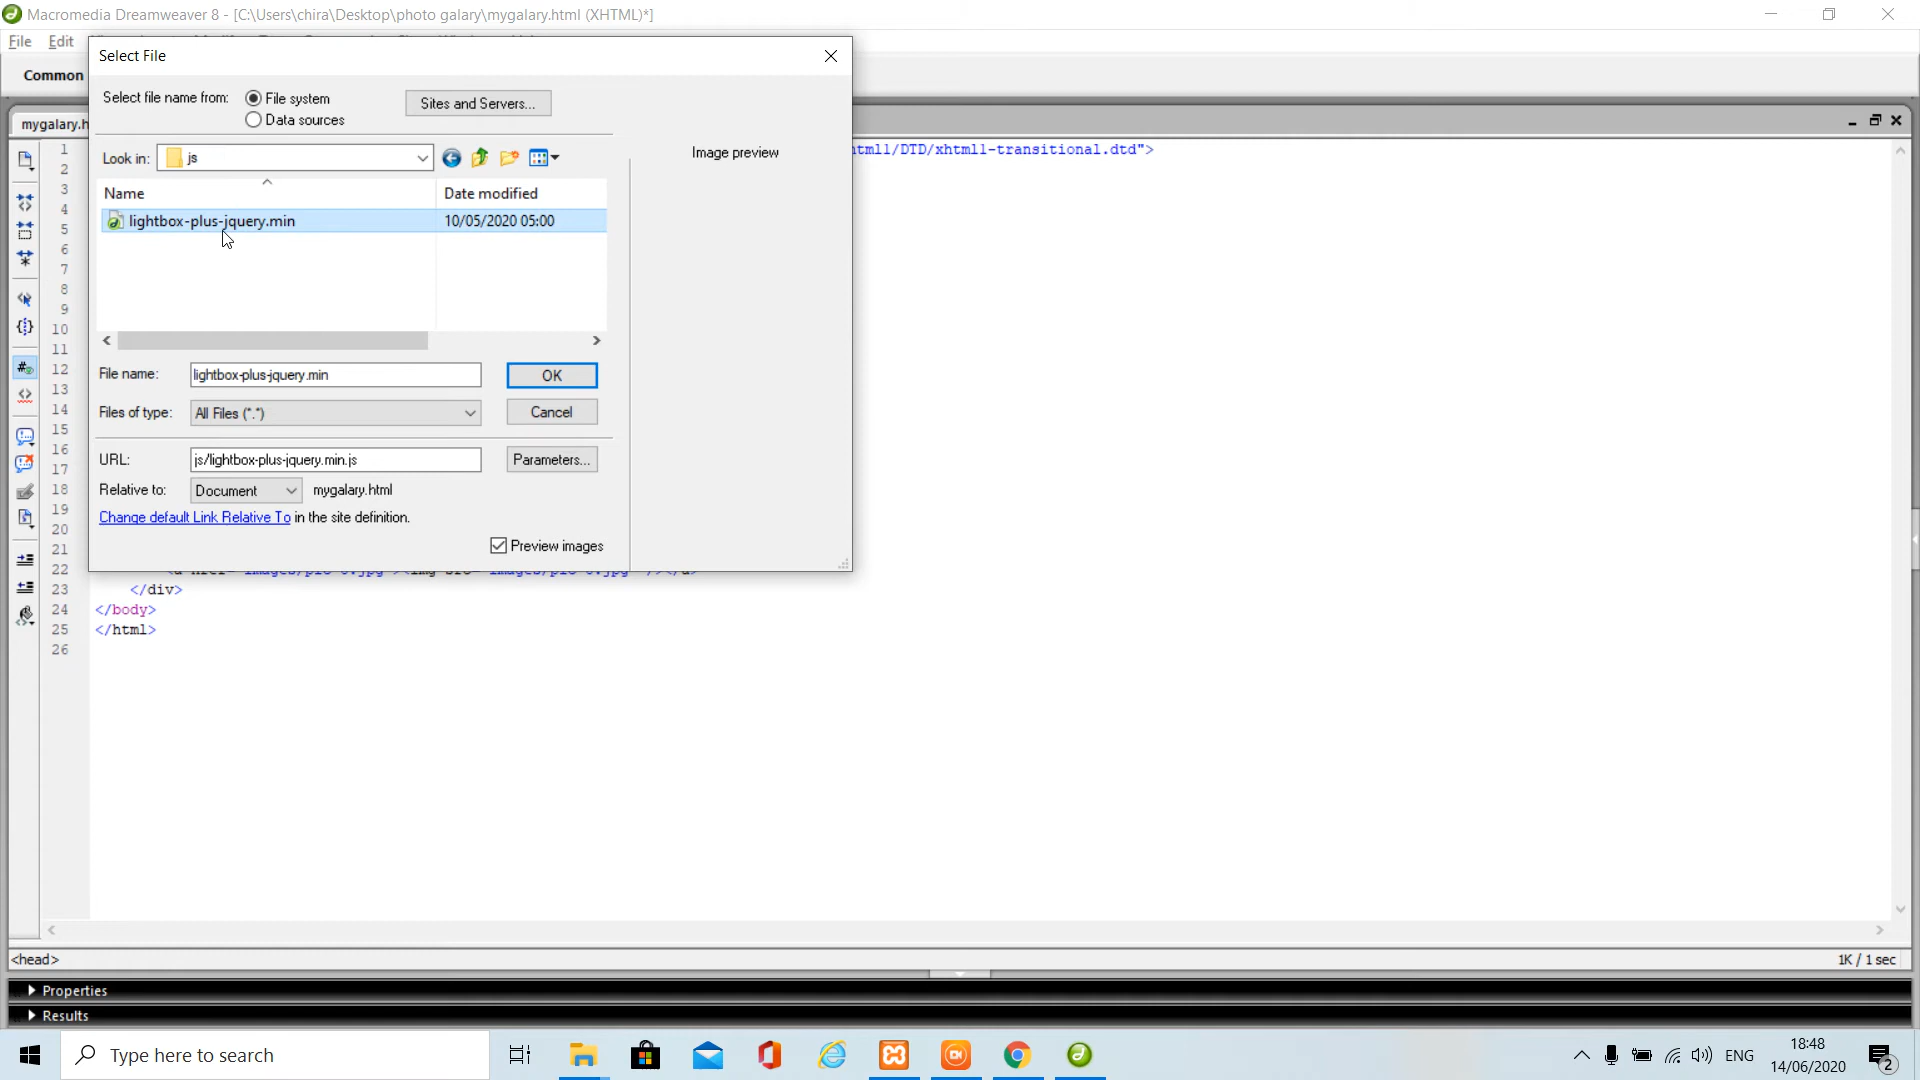 Macromedia Dreamweaver 8 - [C:\Users\chira\Desktop\photo galary\mygalary.html (XHTML)*]
File Edit
Select File
Common
Select file name from:
File system
Data sources
Sites and Servers...
mygalary.h
Look in:
js
Image preview
Name
Date modified
lightbox-plus-jquery.min
10/05/2020 05:00
File name:
lightbox-plus-jquery.min
OK
Files of type:
All Files (*.*)
Cancel
URL:
js/lightbox-plus-jquery.min.js
Parameters...
Relative to:
Document
mygalary.html
Change default Link Relative To in the site definition.
Preview images
1 tml1/DTD/xhtml1-transitional.dtd">
2
3
4
5
6
7
8
9
10
11
12
13
14
15
16
17
18
19
20
21
22
23 </div>
24 </body>
25 </html>
26
<head>
1K / 1 sec
Properties
Results
Type here to search
ENG
18:48
14/06/2020
2